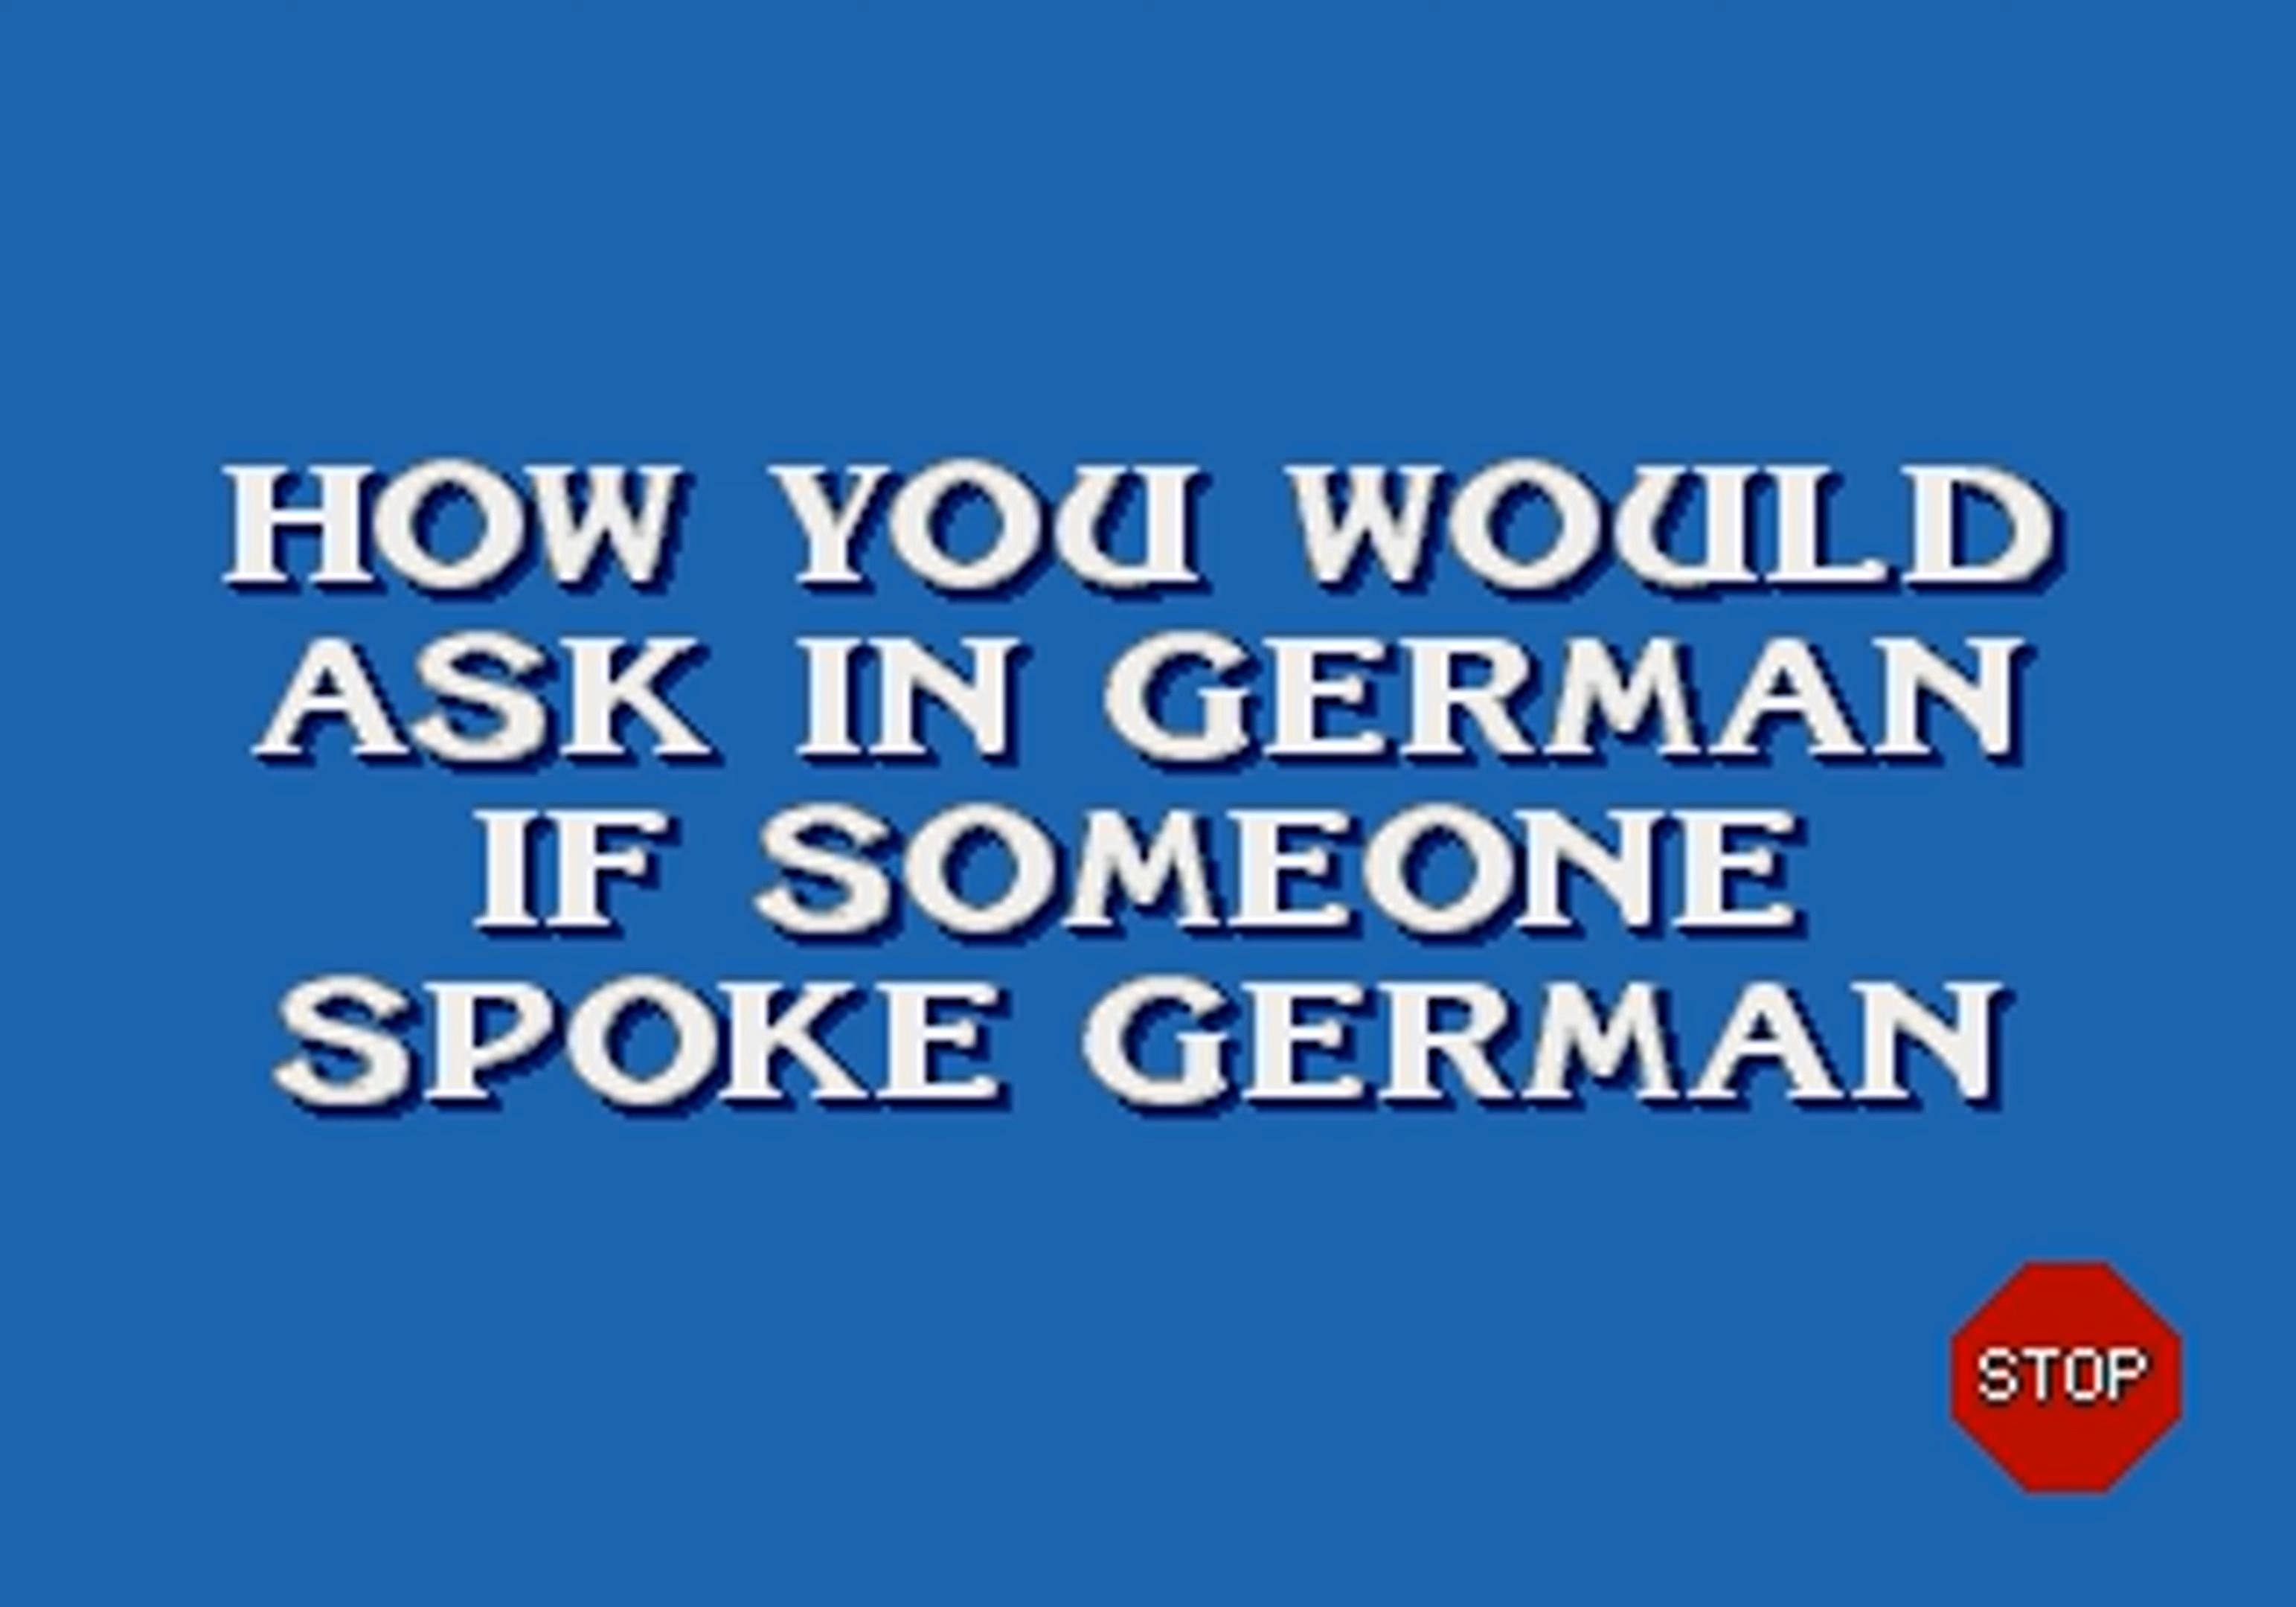 HOW YOU WOULD
ASK IN GERMAN
IF SOMEONE
SPOKE GERMAN
STOP